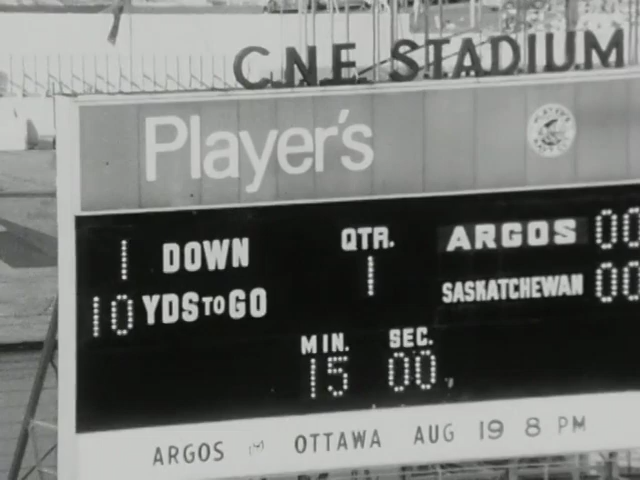 C.N.E. STADIUM
Player's
1 DOWN QTR. ARGOS 00
10 YDS TO GO 1 SASKATCHEWAN 00
MIN. SEC.
15 00
ARGOS OTTAWA AUG 19 8 PM